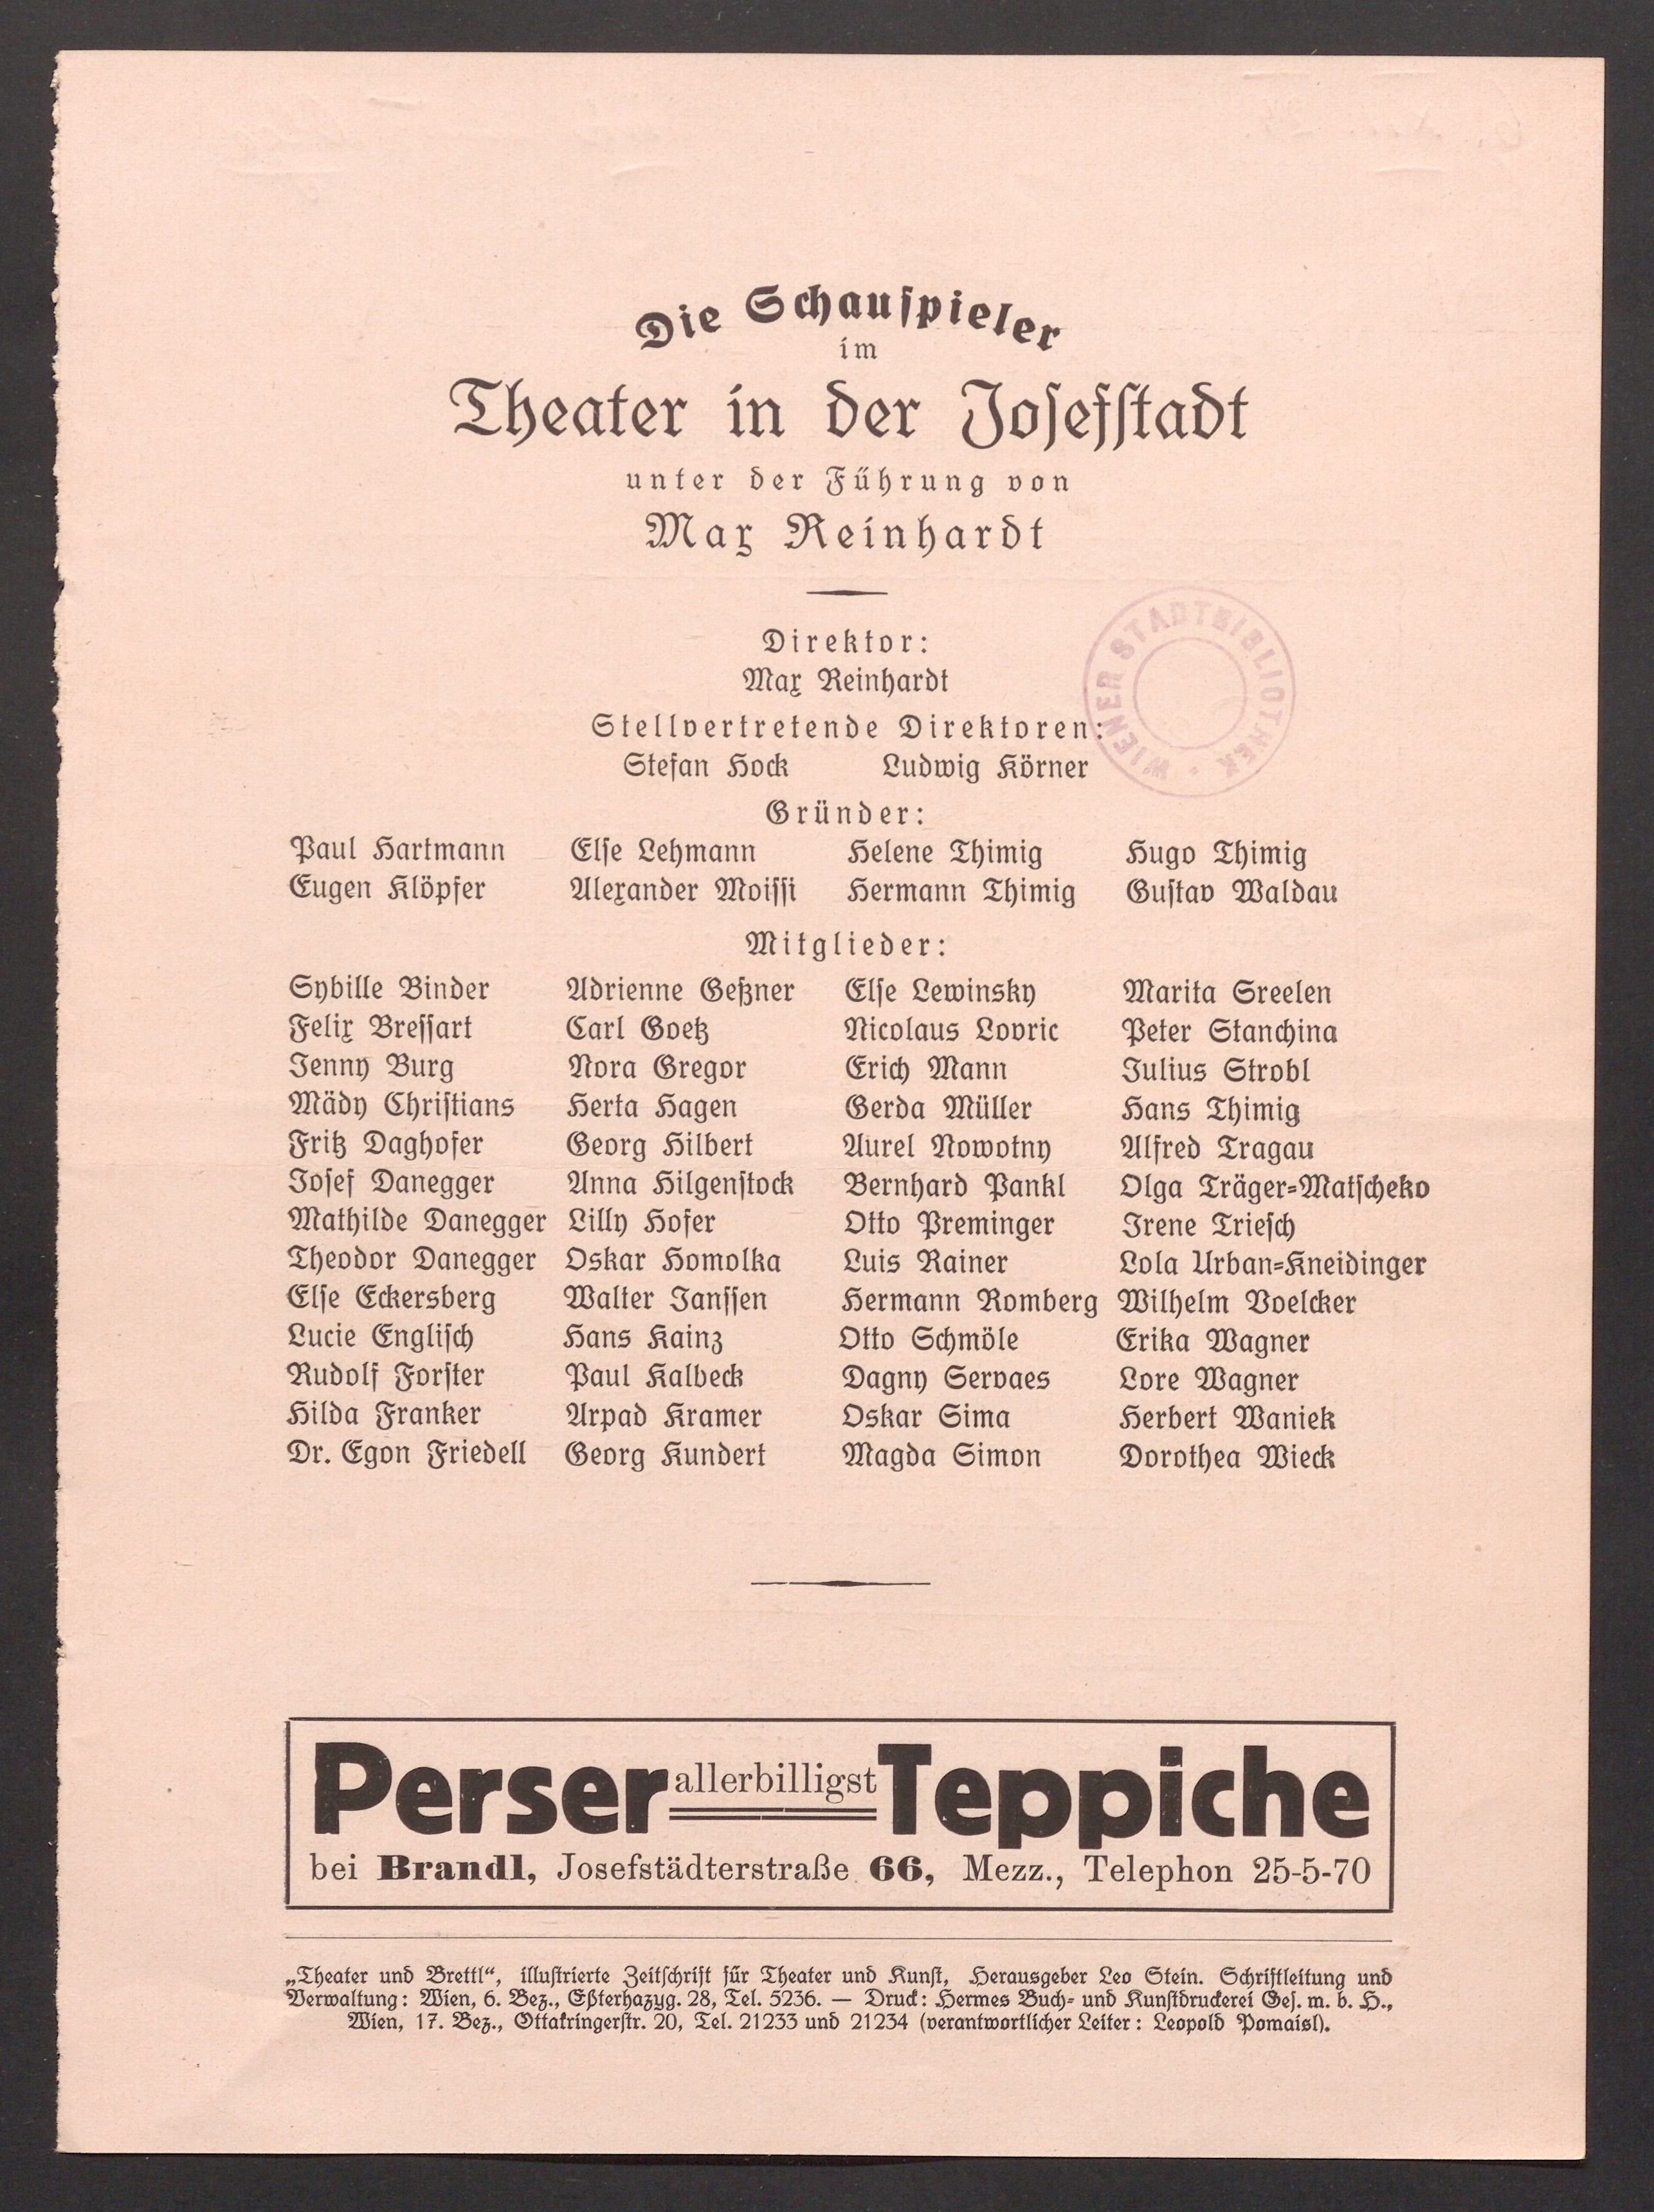 Die Schauspieler
im
Theater in der Josefstadt
unter der Führung von
Max Reinhardt
Direktor:
Max Reinhardt
Stellvertretende Direktoren:
Stefan Hock Ludwig Körner
WIENER STADTBIBLIOTHEK
Gründer:
Paul Hartmann Else Lehmann Helene Thimig Hugo Thimig
Eugen Klöpfer Alexander Moissi Hermann Thimig Gustav Waldau
Mitglieder:
Sybille Binder Adrienne Geßner Else Lewinsky Marita Sreelen
Felix Bressart Carl Goetz Nicolaus Lovric Peter Stanchina
Jenny Burg Nora Gregor Erich Mann Julius Strobl
Mädy Christians Herta Hagen Gerda Müller Hans Thimig
Fritz Daghofer Georg Hilbert Aurel Nowotny Alfred Tragau
Josef Danegger Anna Hilgenstock Bernhard Pankl Olga Träger-Matscheko
Mathilde Danegger Lilly Hofer Otto Preminger Irene Triesch
Theodor Danegger Oskar Homolka Luis Rainer Lola Urban-Kneidinger
Else Eckersberg Walter Janssen Hermann Romberg Wilhelm Voelcker
Lucie Englisch Hans Kainz Otto Schmöle Erika Wagner
Rudolf Forster Paul Kalbeck Dagny Servaes Lore Wagner
Hilda Franker Arpad Kramer Oskar Sima Herbert Waniek
Dr. Egon Friedell Georg Kundert Magda Simon Dorothea Wieck
Perser allerbilligst Teppiche
bei Brandl, Josefstädterstraße 66, Mezz., Telephon 25-5-70
„Theater und Brettl“, illustrierte Zeitschrift für Theater und Kunst, Herausgeber Leo Stein. Schriftleitung und
Verwaltung: Wien, 6. Bez., Eßterhazyg. 28, Tel. 5236. — Druck: Hermes Buch- und Kunstdruckerei Ges. m. b. H.,
Wien, 17. Bez., Ottakringerstr. 20, Tel. 21233 und 21234 (verantwortlicher Leiter: Leopold Pomaisl).